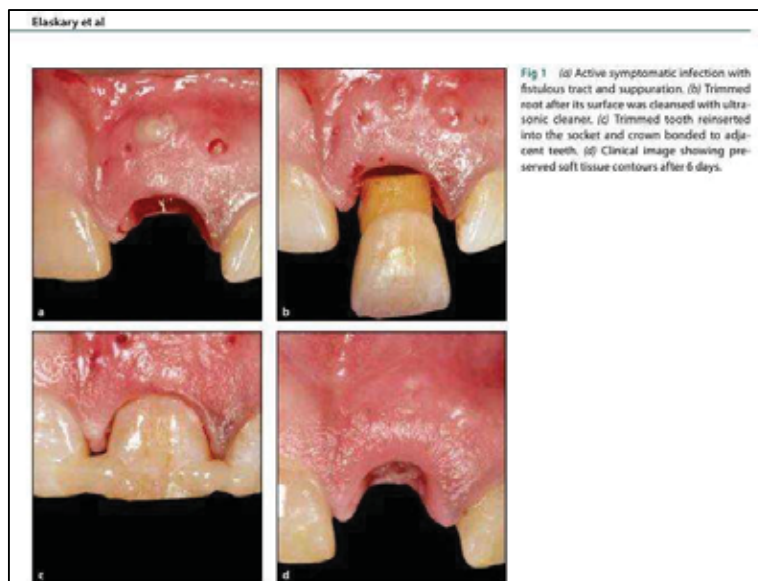 Elaskary et al
Fig 1 (a) Active symptomatic infection with
fistulous tract and suppuration. (b) Trimmed
root after its surface was cleansed with ultra-
sonic cleaner. (c) Trimmed tooth reinserted
into the socket and crown bonded to adja-
cent teeth. (d) Clinical image showing pre-
served soft tissue contours after 6 days.
a
b
c
d